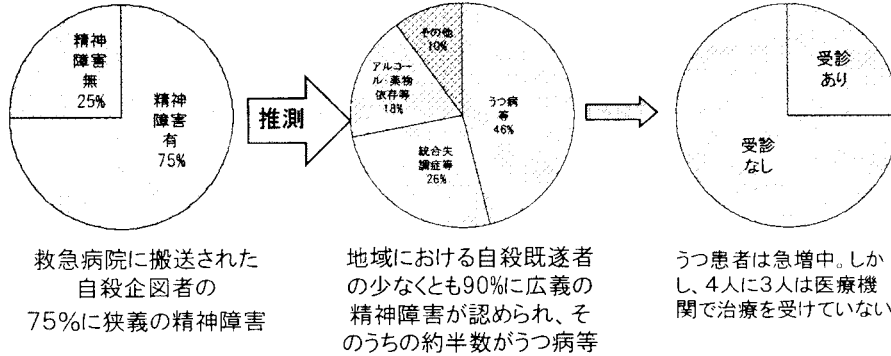 精神
障害
無
25%
精神
障害
有
75%
推測
その他
10%
アルコー
ル・薬物
依存等
18%
統合失
調症等
26%
うつ病
等
46%
受診
あり
受診
なし
救急病院に搬送された
自殺企図者の
75%に狭義の精神障害
地域における自殺既遂者
の少なくとも90%に広義の
精神障害が認められ、そ
のうちの約半数がうつ病等
うつ患者は急増中。しか
し、4人に3人は医療機
関で治療を受けていない